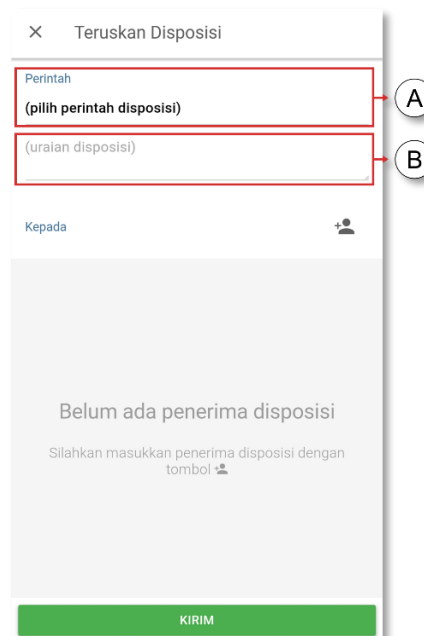 × Teruskan Disposisi
Perintah
(pilih perintah disposisi)
A
(uraian disposisi)
B
Kepada
Belum ada penerima disposisi
Silahkan masukkan penerima disposisi dengan
tombol
KIRIM